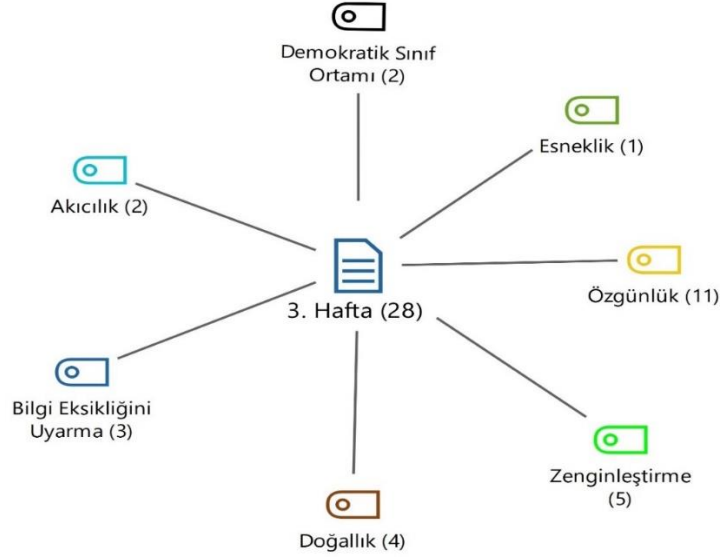 Demokratik Sınıf
Ortamı (2)
Esneklik (1)
Akıcılık (2)
Özgünlük (11)
3. Hafta (28)
Bilgi Eksikliğini
Uyarma (3)
Zenginleştirme
(5)
Doğallık (4)